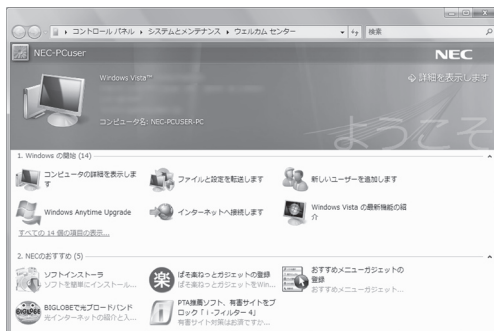 コントロール パネル ▸ システムとメンテナンス ▸ ウェルカム センター
検索
NEC-PCuser
NEC
Windows Vista™
詳細を表示します
コンピュータ名: NEC-PCUSER-PC
ようこそ
1. Windows の開始 (14)
コンピュータの詳細を表示しま
す
ファイルと設定を転送します
新しいユーザーを追加します
Windows Anytime Upgrade
インターネットへ接続します
Windows Vista の最新機能の紹
介
すべての 14 個の項目の表示...
2. NECのおすすめ (5)
ソフトインストーラ
ソフトを簡単にインストール...
楽
ぱそ楽ねっとガジェットの登録
ぱそ楽ねっとガジェットをWin...
おすすめメニューガジェットの
登録
おすすめメニューガジェット...
BIGLOBE
BIGLOBEで光ブロードバンド
光インターネットの紹介と入...
PTA推薦ソフト、有害サイトをブ
ロック「i -フィルター 4」
有害サイト対策はお済ですか...